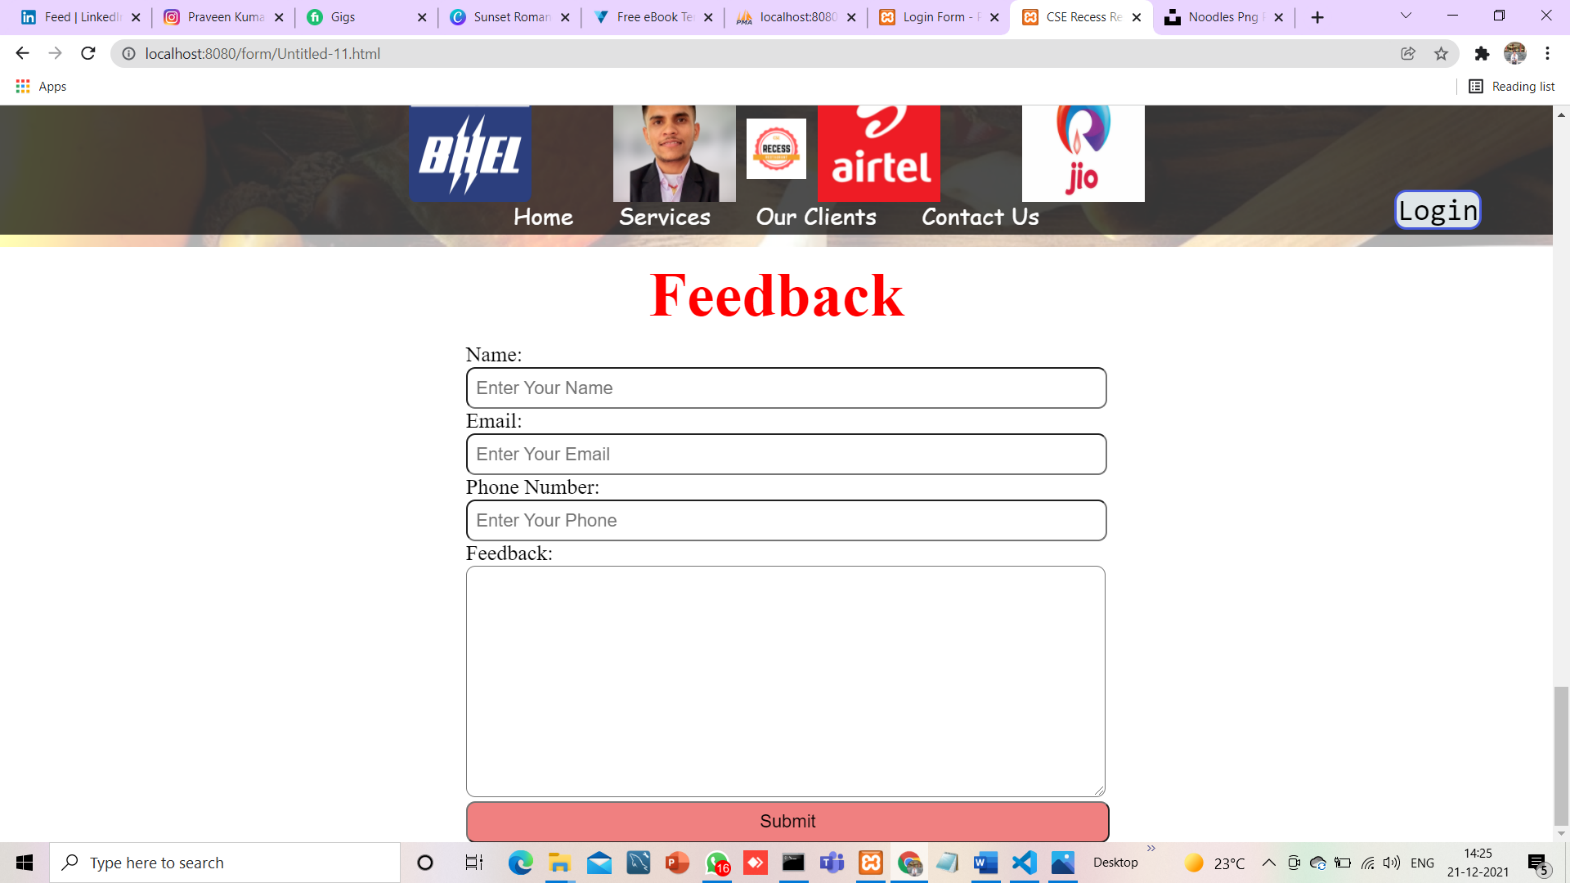 Feed | LinkedIn
Praveen Kuma
Gigs
Sunset Roman
Free eBook Te
localhost:8080
Login Form - P
CSE Recess Re
Noodles Png
localhost:8080/form/Untitled-11.html
Apps
Reading list
BHEL
RECESS
airtel
jio
Home
Services
Our Clients
Contact Us
Login
Feedback
Name:
Enter Your Name
Email:
Enter Your Email
Phone Number:
Enter Your Phone
Feedback:
Submit
Type here to search
16
Desktop
23°C
ENG
14:25
21-12-2021
5